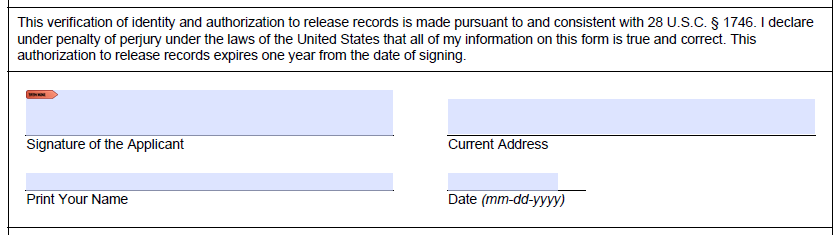 This verification of identity and authorization to release records is made pursuant to and consistent with 28 U.S.C. § 1746. I declare
under penalty of perjury under the laws of the United States that all of my information on this form is true and correct. This
authorization to release records expires one year from the date of signing.
Signature of the Applicant
Current Address
Print Your Name
Date (mm-dd-yyyy)